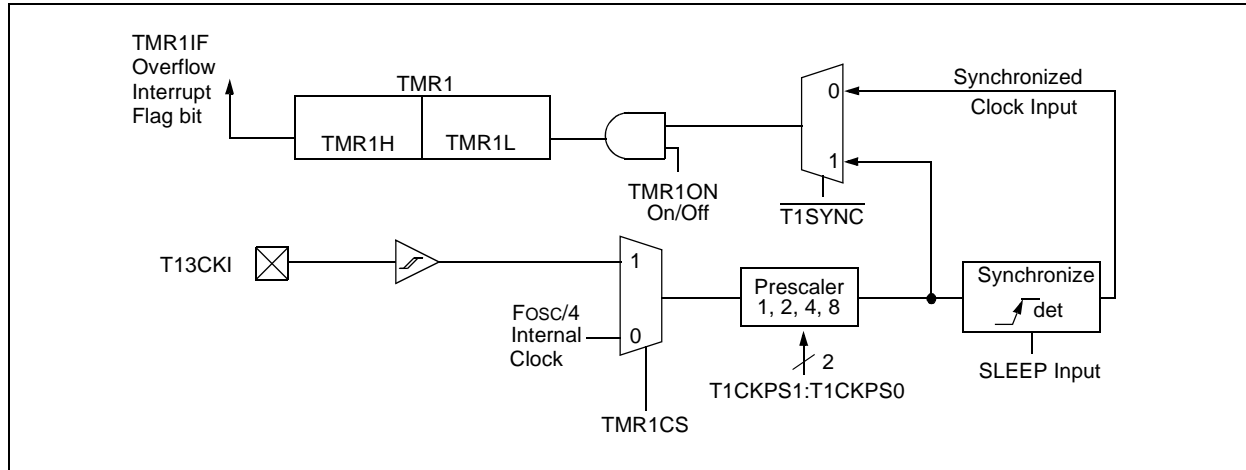 TMR1IF
Overflow
Interrupt
Flag bit
TMR1
TMR1H
TMR1L
TMR1ON
On/Off
0
1
T1SYNC
Synchronized
Clock Input
T13CKI
1
0
FOSC/4
Internal
Clock
TMR1CS
Prescaler
1, 2, 4, 8
2
T1CKPS1:T1CKPS0
Synchronize
det
SLEEP Input